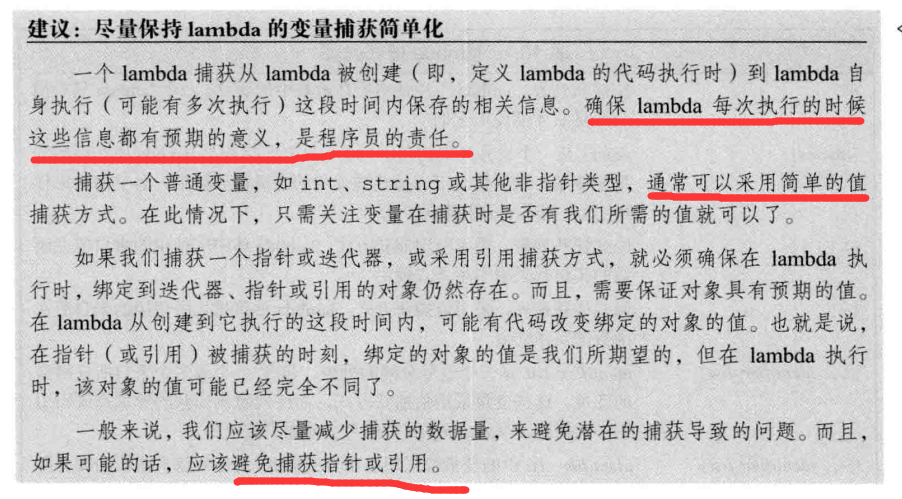 建议：尽量保持 lambda 的变量捕获简单化
一个 lambda 捕获从 lambda 被创建（即，定义 lambda 的代码执行时）到 lambda 自
身执行（可能有多次执行）这段时间内保存的相关信息。确保 lambda 每次执行的时候
这些信息都有预期的意义，是程序员的责任。
捕获一个普通变量，如 int、string 或其他非指针类型，通常可以采用简单的值
捕获方式。在此情况下，只需关注变量在捕获时是否有我们所需的值就可以了。
如果我们捕获一个指针或迭代器，或采用引用捕获方式，就必须确保在 lambda 执
行时，绑定到迭代器、指针或引用的对象仍然存在。而且，需要保证对象具有预期的值。
在 lambda 从创建到它执行的这段时间内，可能有代码改变绑定的对象的值。也就是说，
在指针（或引用）被捕获的时刻，绑定的对象的值是我们所期望的，但在 lambda 执行
时，该对象的值可能已经完全不同了。
一般来说，我们应该尽量减少捕获的数据量，来避免潜在的捕获导致的问题。而且，
如果可能的话，应该避免捕获指针或引用。